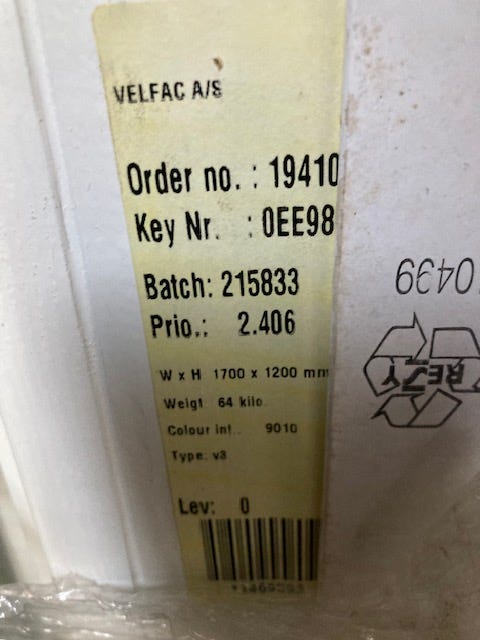 VELFAC A/S
Order no. : 19410
Key Nr. : 0EE98
Batch: 215833
Prio.: 2.406
W x H 1700 x 1200 mm
Weigt 64 kilo.
Colour int.. 9010
Type: v3
Lev: 0
0439
RESY